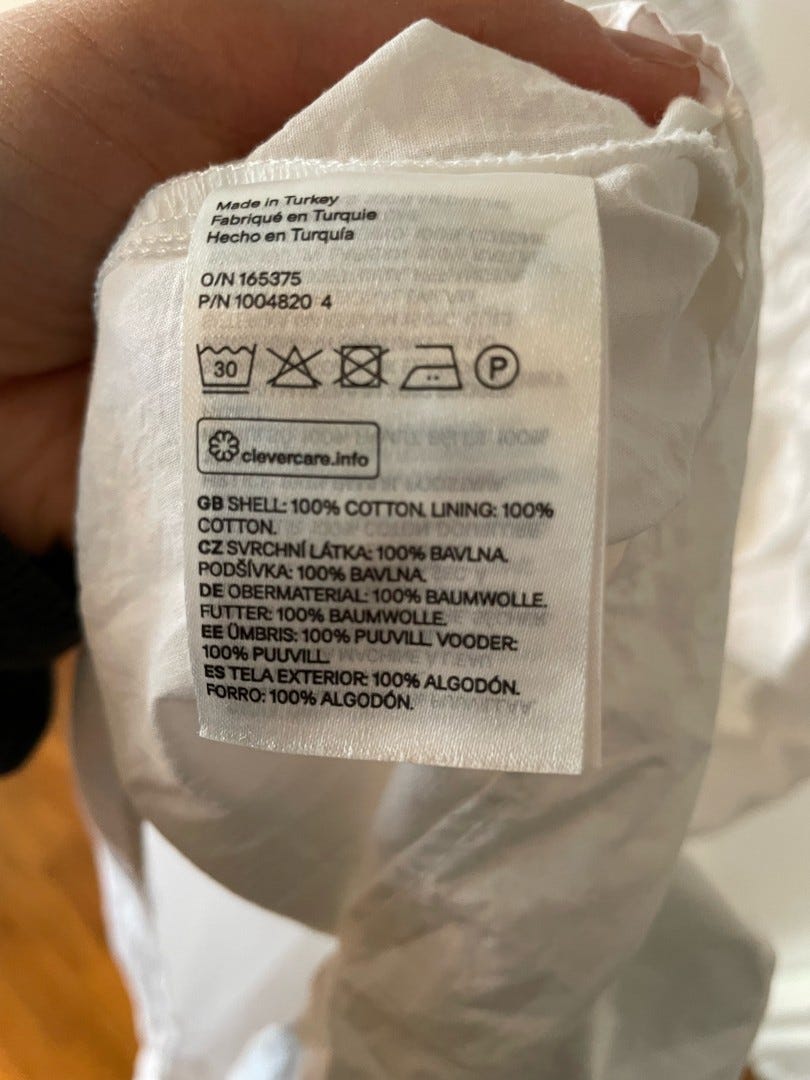 Made in Turkey
Fabriqué en Turquie
Hecho en Turquía
O/N 165375
P/N 1004820 4
30
P
clevercare.info
GB SHELL: 100% COTTON. LINING: 100%
COTTON.
CZ SVRCHNÍ LÁTKA: 100% BAVLNA.
PODŠÍVKA: 100% BAVLNA.
DE OBERMATERIAL: 100% BAUMWOLLE.
FUTTER: 100% BAUMWOLLE.
EE ÜMBRIS: 100% PUUVILL. VOODER:
100% PUUVILL.
ES TELA EXTERIOR: 100% ALGODÓN.
FORRO: 100% ALGODÓN.